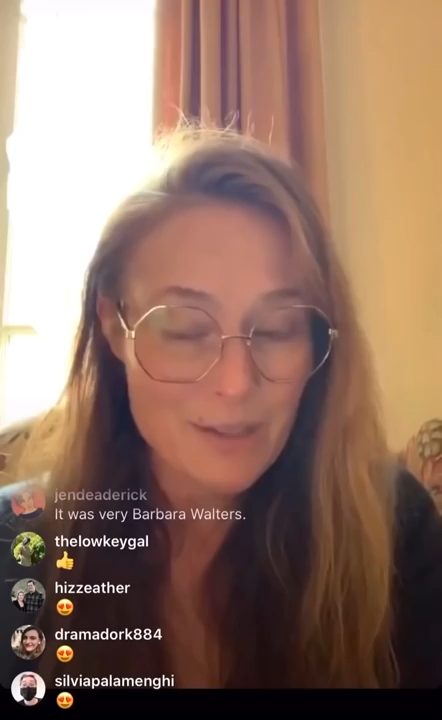 jendeaderick
It was very Barbara Walters.
thelowkeygal
👍
hizzeather
😍
dramadork884
😍
silviapalamenghi
😍